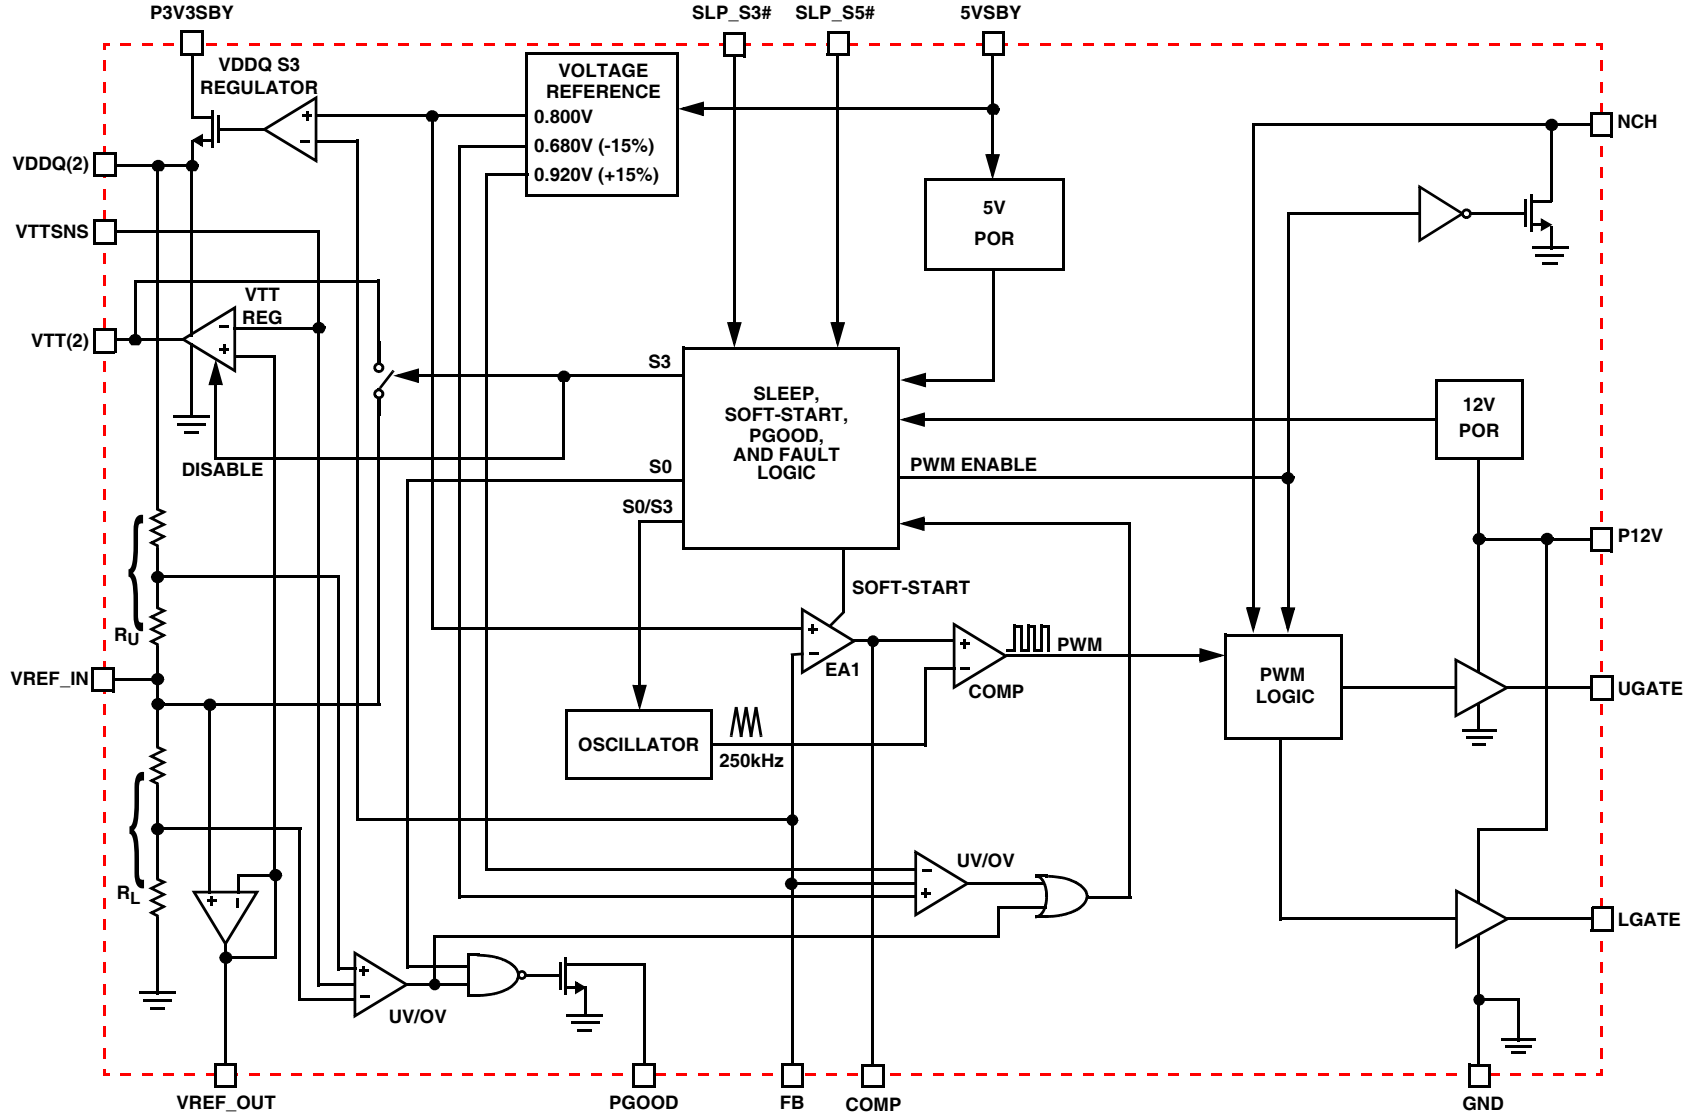 P3V3SBY
SLP_S3#
SLP_S5#
5VSBY
VDDQ S3
REGULATOR
VOLTAGE
REFERENCE
0.800V
0.680V (-15%)
0.920V (+15%)
+
−
NCH
VDDQ(2)
5V
POR
VTTSNS
VTT
REG
−
+
VTT(2)
S3
SLEEP,
SOFT-START,
PGOOD,
AND FAULT
LOGIC
12V
POR
DISABLE
S0
PWM ENABLE
S0/S3
P12V
SOFT-START
RU
+
−
EA1
+
−
COMP
PWM
VREF_IN
PWM
LOGIC
UGATE
OSCILLATOR
250kHz
UV/OV
−
+
RL
+
−
LGATE
+
−
UV/OV
VREF_OUT
PGOOD
FB
COMP
GND